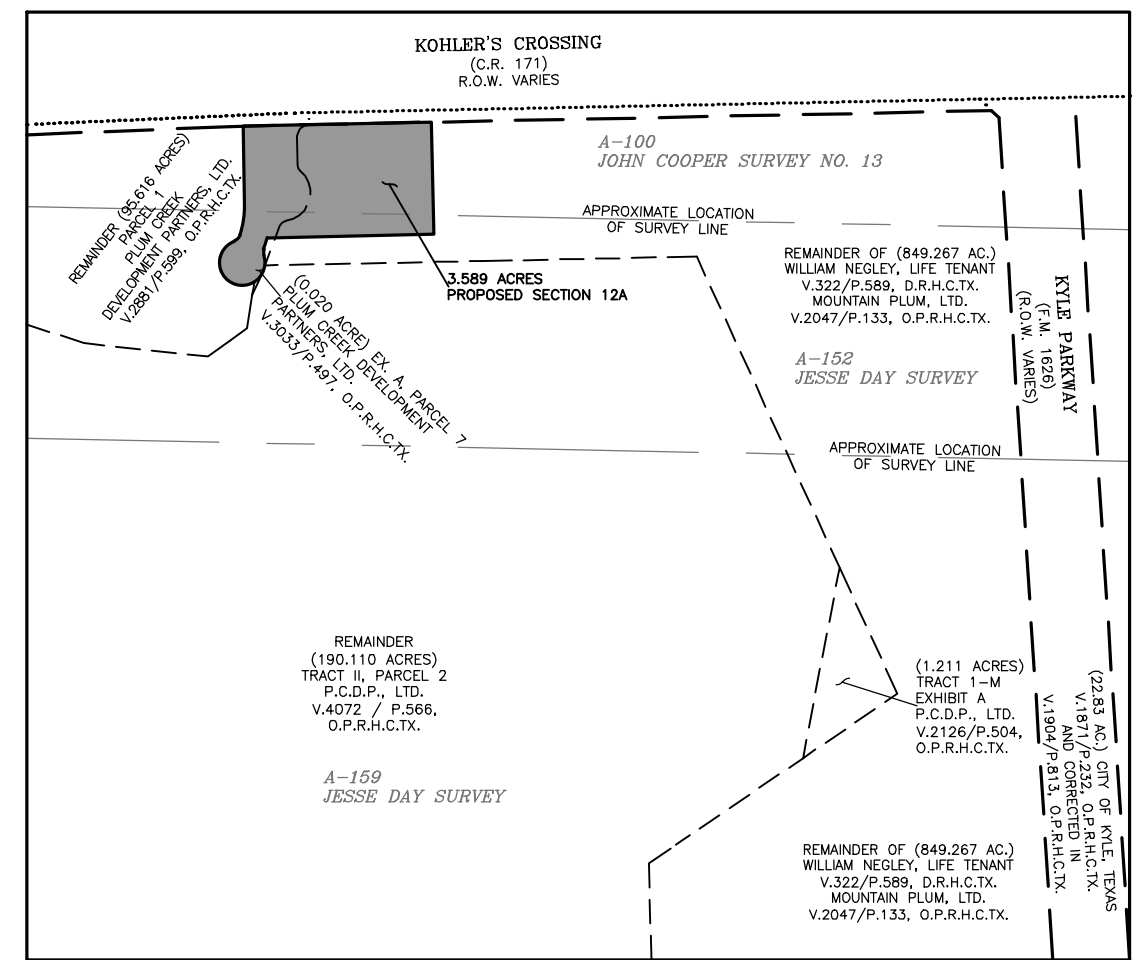 KOHLER'S CROSSING
(C.R. 171)
R.O.W. VARIES
A-100
JOHN COOPER SURVEY NO. 13
REMAINDER (95.616 ACRES)
PARCEL 1
PLUM CREEK
DEVELOPMENT PARTNERS, LTD.
V.2881/P.599, O.P.R.H.C.TX.
APPROXIMATE LOCATION
OF SURVEY LINE
3.589 ACRES
PROPOSED SECTION 12A
REMAINDER OF (849.267 AC.)
WILLIAM NEGLEY, LIFE TENANT
V.322/P.589, D.R.H.C.TX.
MOUNTAIN PLUM, LTD.
V.2047/P.133, O.P.R.H.C.TX.
KYLE PARKWAY
(F.M. 1626)
(R.O.W. VARIES)
(0.020 ACRE) EX. A, PARCEL 7
PLUM CREEK DEVELOPMENT
PARTNERS, LTD.
V.3033/P.497, O.P.R.H.C.TX.
A-152
JESSE DAY SURVEY
APPROXIMATE LOCATION
OF SURVEY LINE
REMAINDER
(190.110 ACRES)
TRACT II, PARCEL 2
P.C.D.P., LTD.
V.4072 / P.566,
O.P.R.H.C.TX.
(1.211 ACRES)
TRACT 1-M
EXHIBIT A
P.C.D.P., LTD.
V.2126/P.504,
O.P.R.H.C.TX.
(22.83 AC.) CITY OF KYLE, TEXAS
V.1871/P.232, O.P.R.H.C.TX.
AND CORRECTED IN
V.1904/P.813, O.P.R.H.C.TX.
A-159
JESSE DAY SURVEY
REMAINDER OF (849.267 AC.)
WILLIAM NEGLEY, LIFE TENANT
V.322/P.589, D.R.H.C.TX.
MOUNTAIN PLUM, LTD.
V.2047/P.133, O.P.R.H.C.TX.